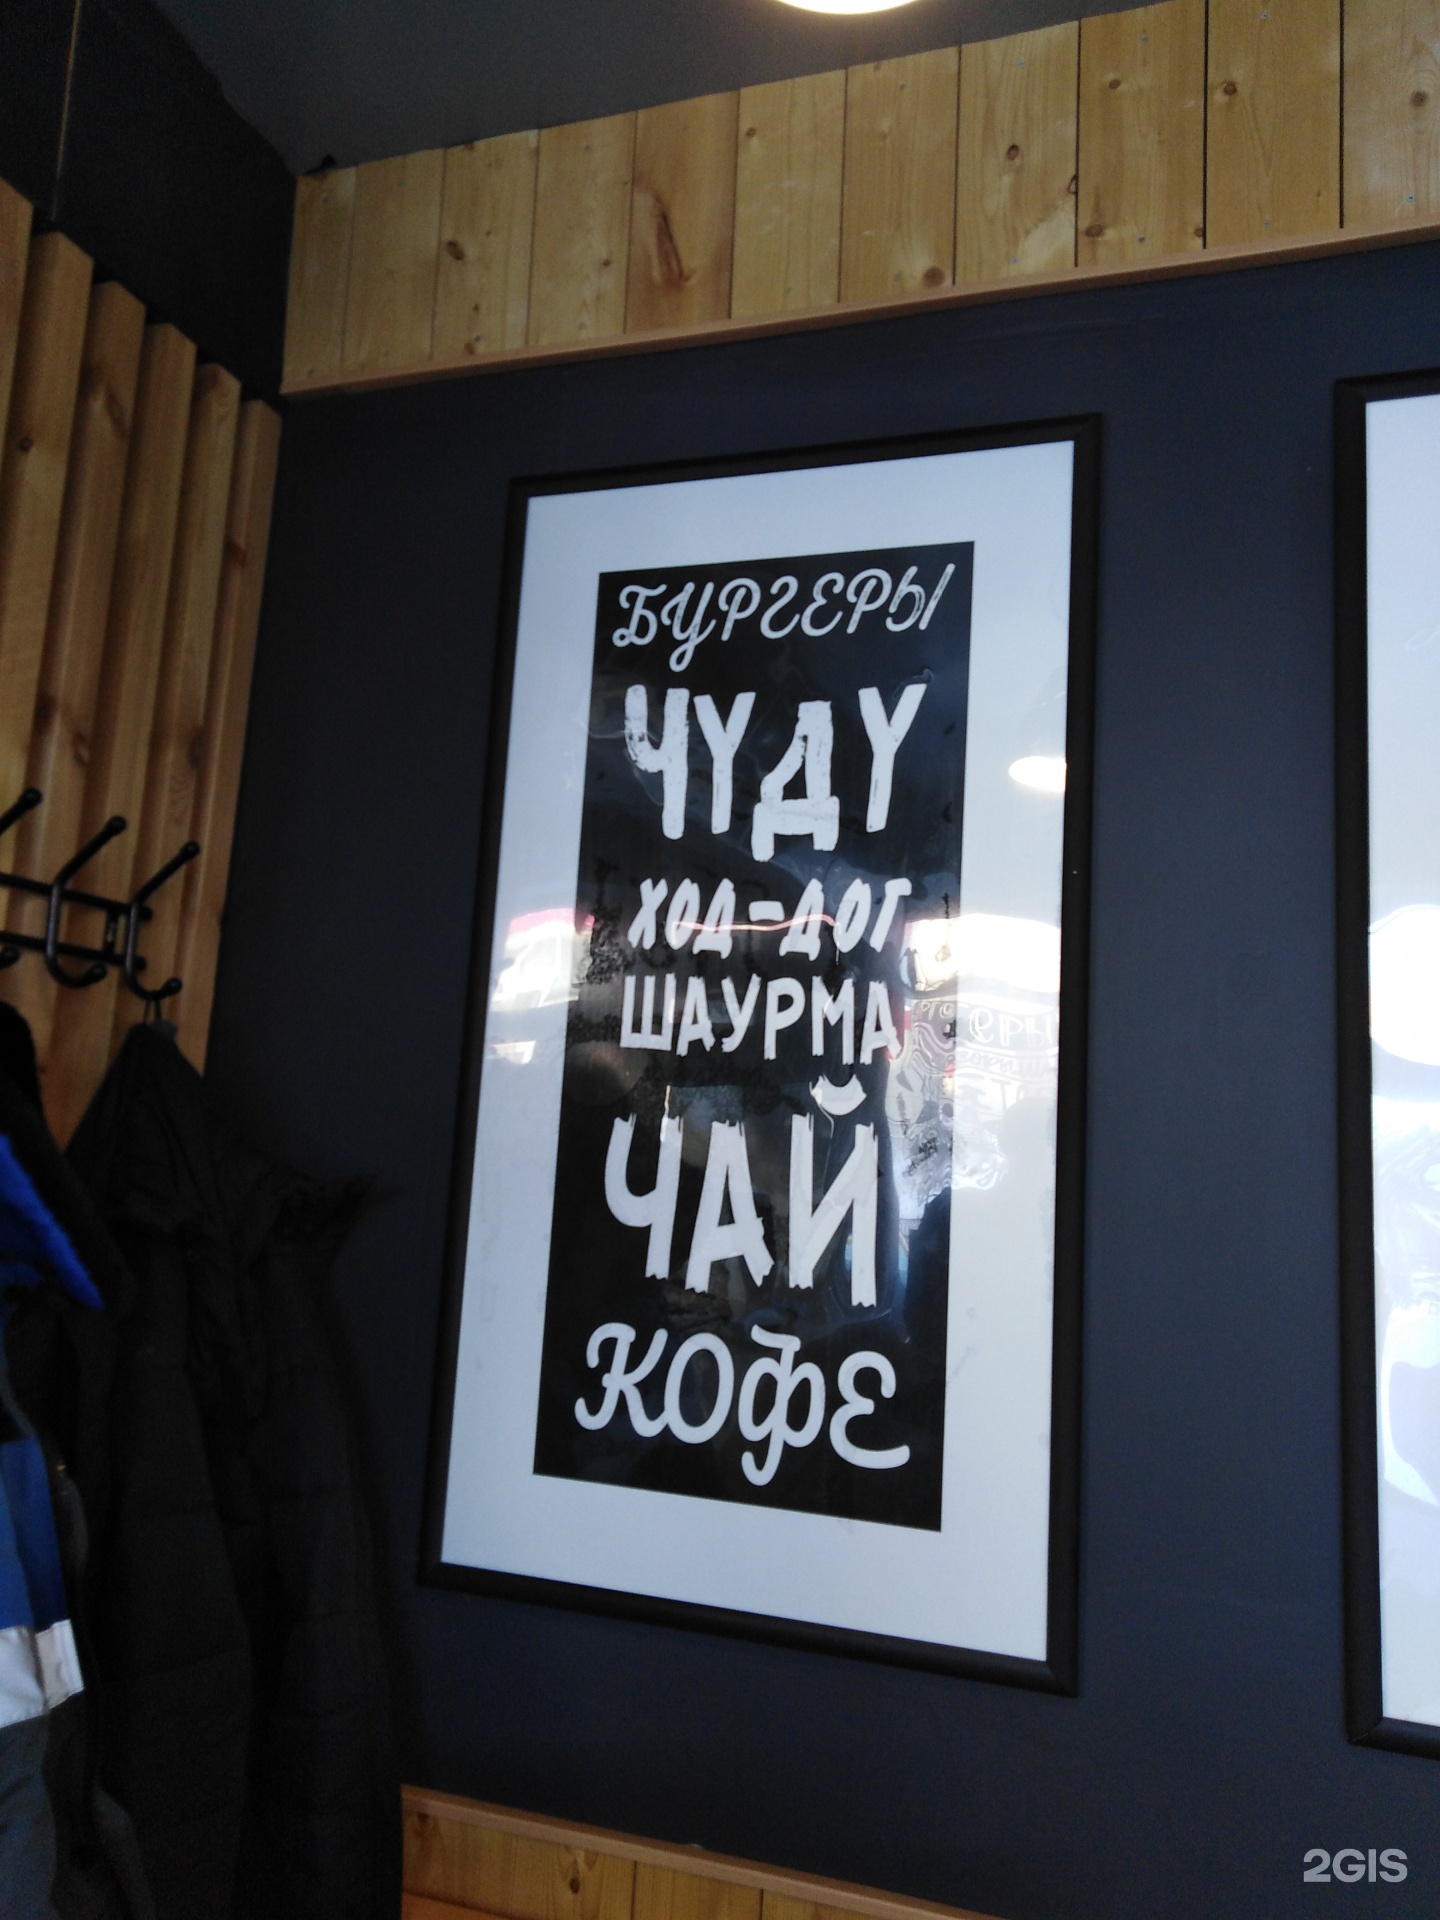 БУРГЕРЫ
ЧУДУ
ХОД-ДОГ
ШАУРМА
ЧАЙ
КОФЕ
2GIS